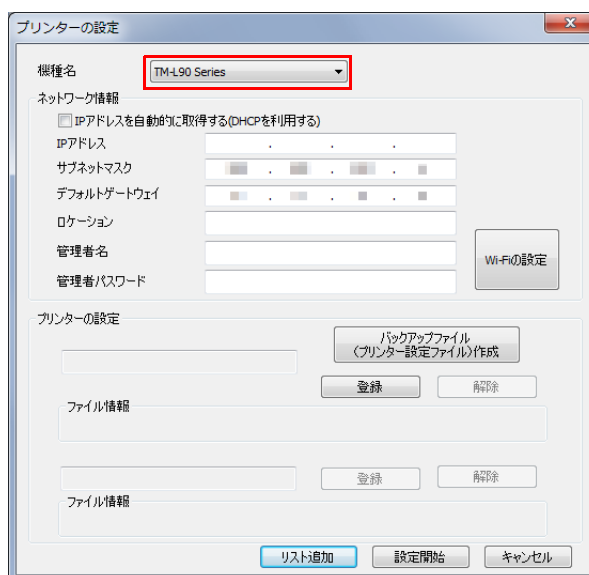 プリンターの設定
機種名
TM-L90 Series
ネットワーク情報
IPアドレスを自動的に取得する(DHCPを利用する)
IPアドレス
サブネットマスク
デフォルトゲートウェイ
ロケーション
管理者名
管理者パスワード
Wi-Fiの設定
プリンターの設定
バックアップファイル
(プリンター設定ファイル)作成
登録
解除
ファイル情報
登録
解除
ファイル情報
リスト追加
設定開始
キャンセル